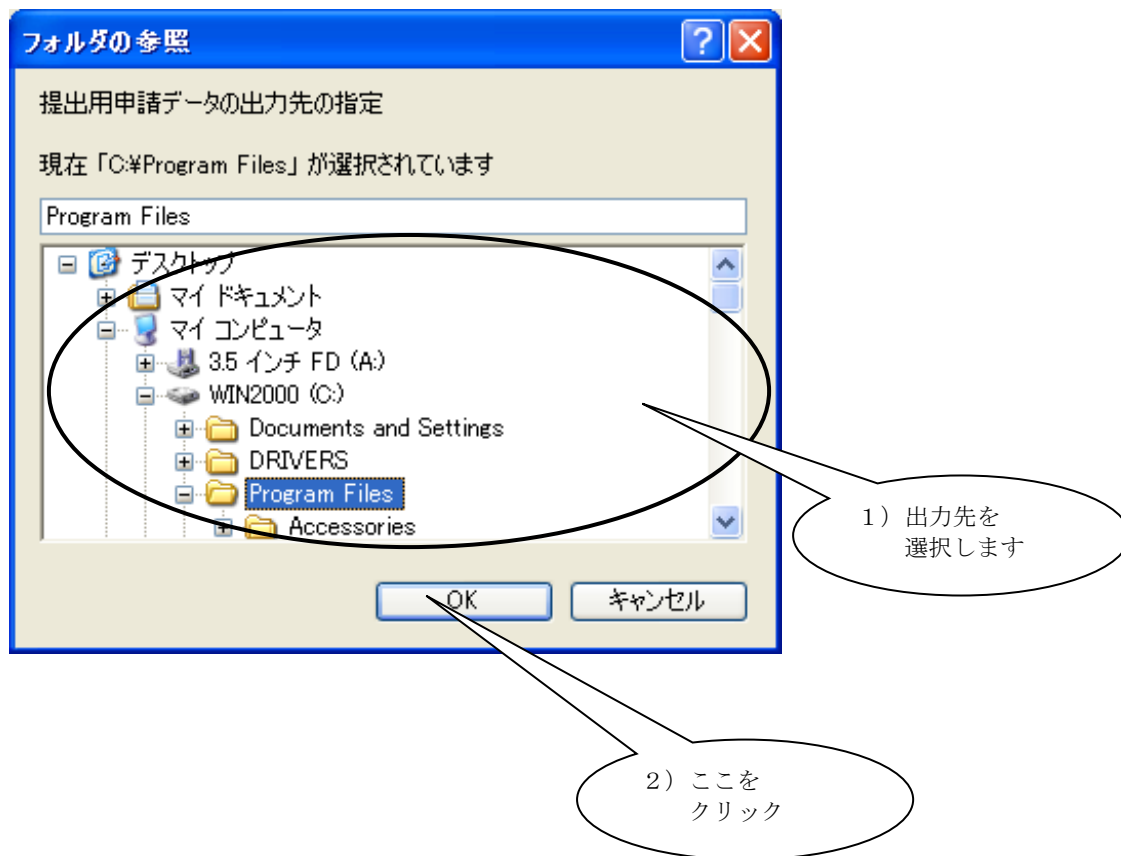 フォルダの参照
提出用申請データの出力先の指定
現在「C:¥Program Files」が選択されています
Program Files
デスクトップ
マイ ドキュメント
マイ コンピュータ
3.5 インチ FD (A:)
WIN2000 (C:)
Documents and Settings
DRIVERS
Program Files
Accessories
1）出力先を
選択します
OK
キャンセル
2）ここを
クリック